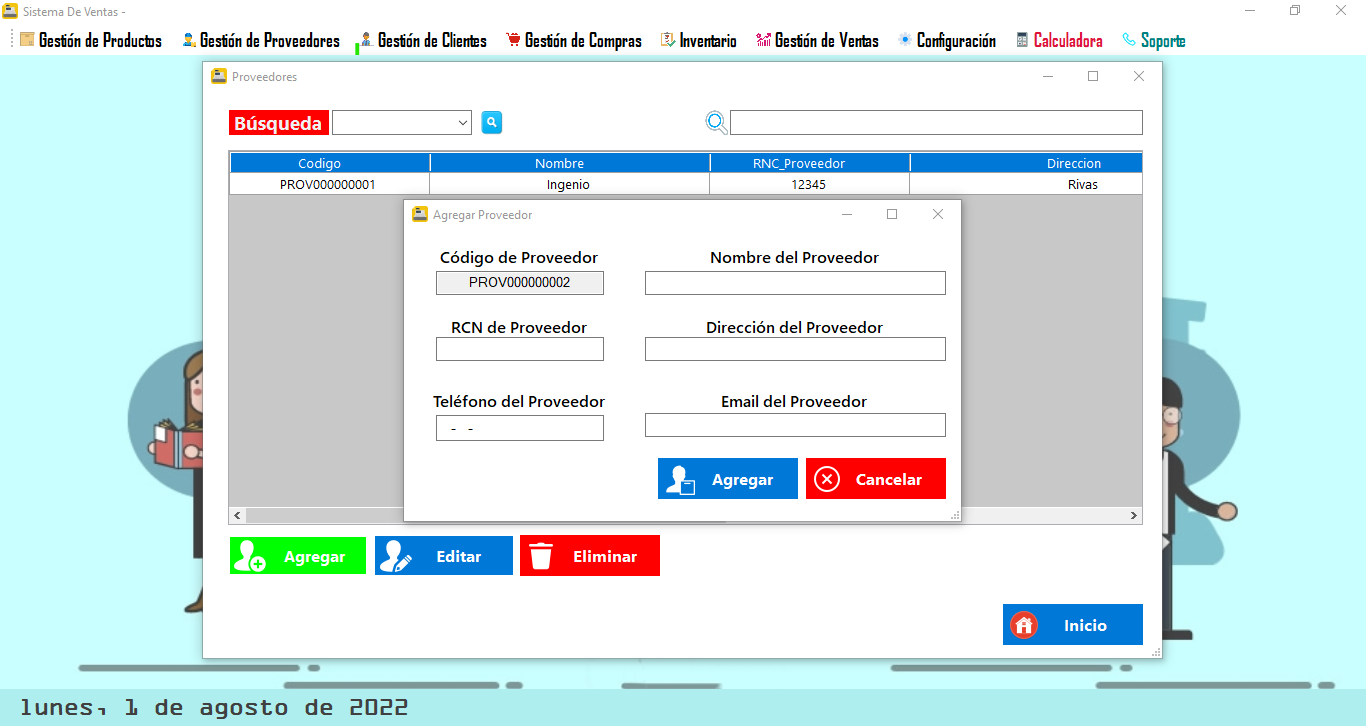 Sistema De Ventas -
Gestión de Productos Gestión de Proveedores Gestión de Clientes Gestión de Compras Inventario Gestión de Ventas Configuración Calculadora Soporte
Proveedores
Búsqueda
Codigo Nombre RNC_Proveedor Direccion
PROV000000001 Ingenio 12345 Rivas
Agregar Proveedor
Código de Proveedor Nombre del Proveedor
PROV000000002
RCN de Proveedor Dirección del Proveedor
Teléfono del Proveedor Email del Proveedor
- -
Agregar Cancelar
Agregar Editar Eliminar
Inicio
lunes, 1 de agosto de 2022